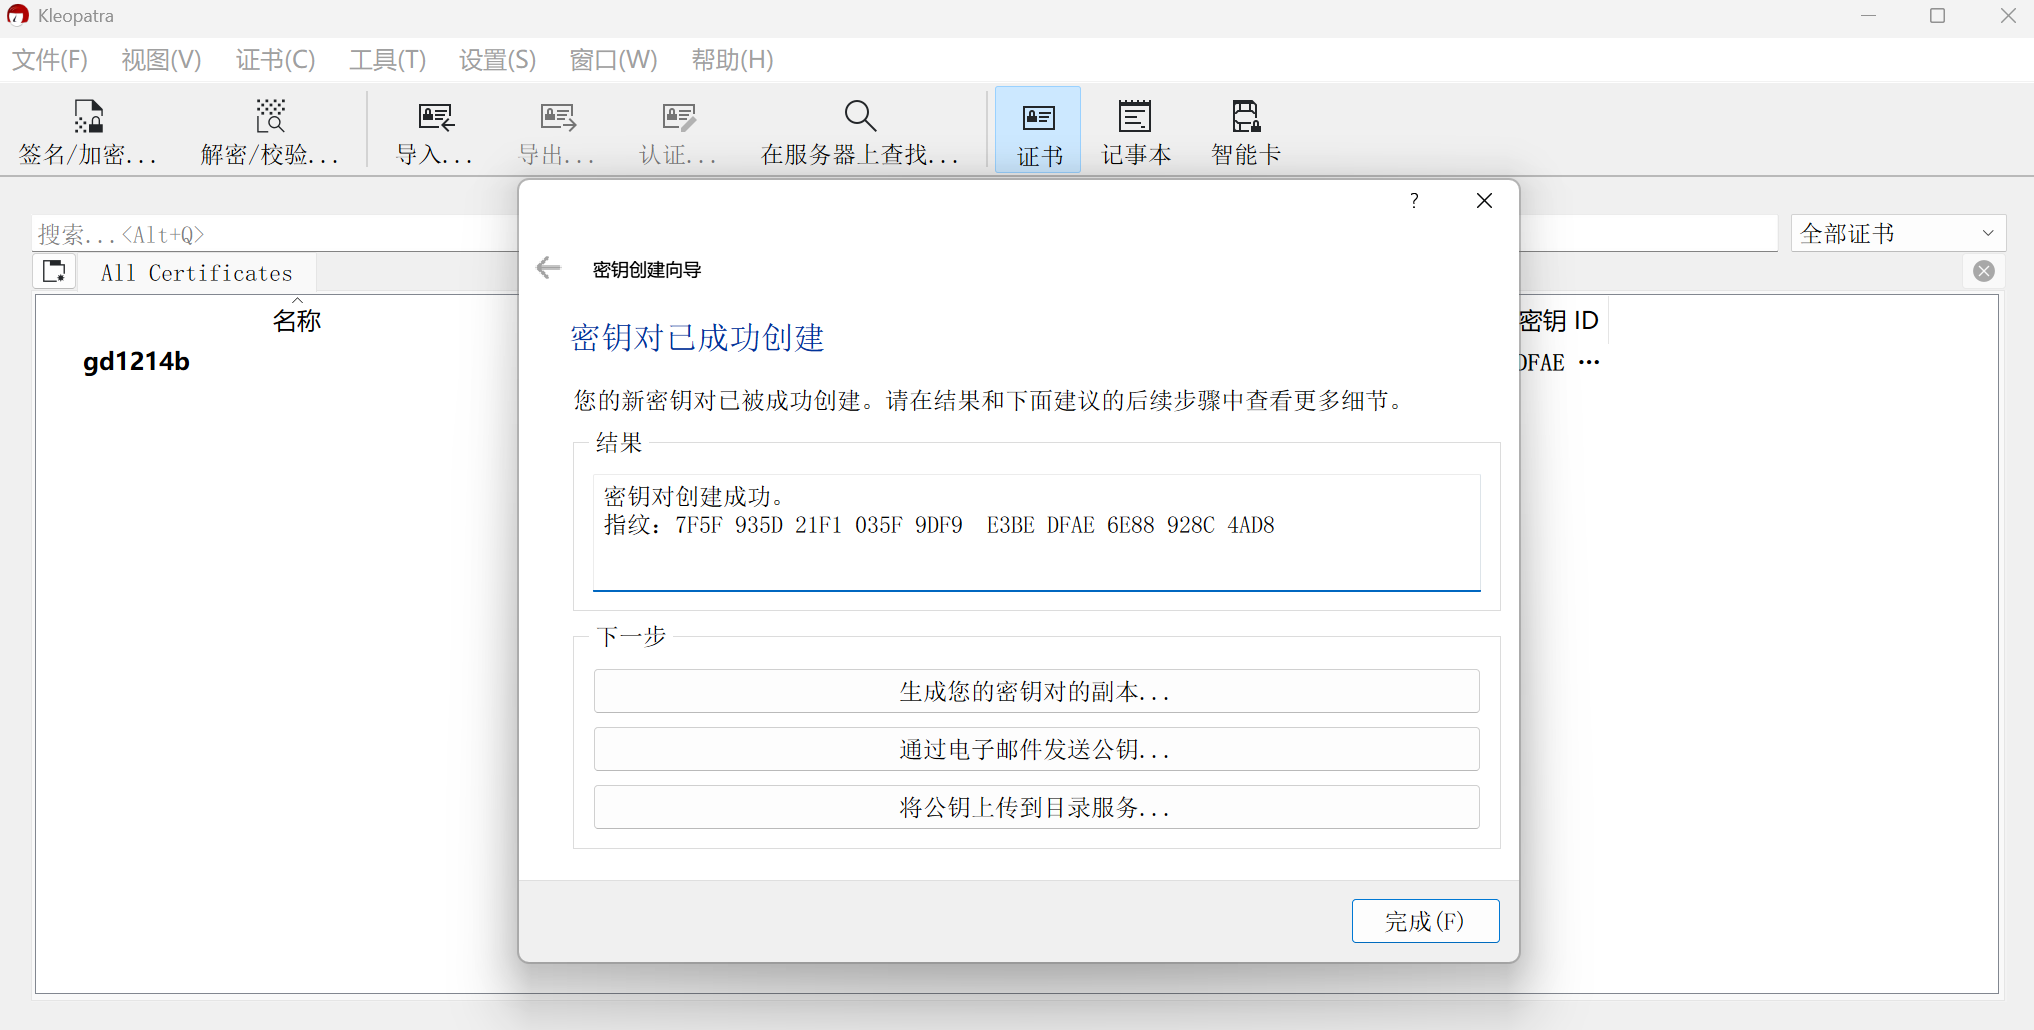 Kleopatra
文件(F) 视图(V) 证书(C) 工具(T) 设置(S) 窗口(W) 帮助(H)
签名/加密... 解密/校验... 导入... 导出... 认证... 在服务器上查找... 证书 记事本 智能卡
搜索...<Alt+Q> 全部证书
All Certificates
名称 密钥 ID
gd1214b DFAE ···
?
密钥创建向导
密钥对已成功创建
您的新密钥对已被成功创建。请在结果和下面建议的后续步骤中查看更多细节。
结果
密钥对创建成功。
指纹: 7F5F 935D 21F1 035F 9DF9  E3BE DFAE 6E88 928C 4AD8
下一步
生成您的密钥对的副本...
通过电子邮件发送公钥...
将公钥上传到目录服务...
完成(F)